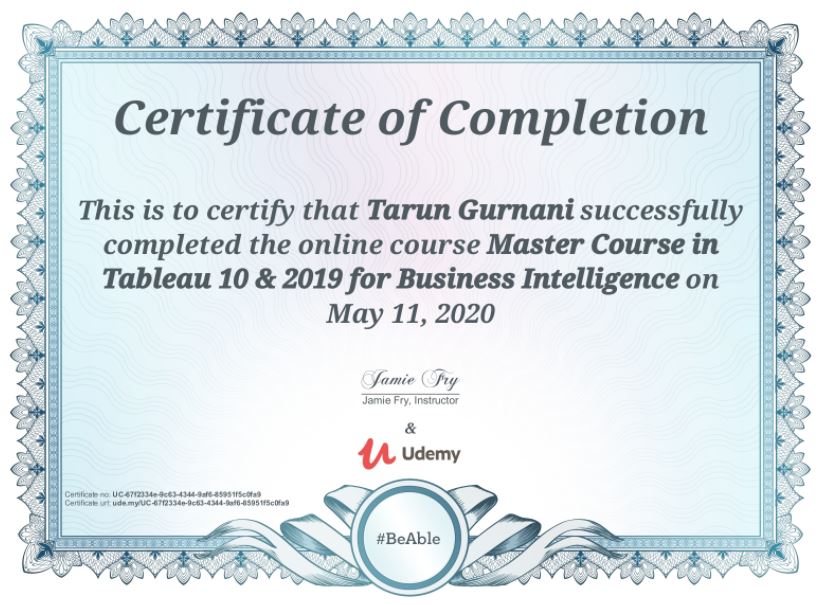 Certificate of Completion
This is to certify that Tarun Gurnani successfully
completed the online course Master Course in
Tableau 10 & 2019 for Business Intelligence on
May 11, 2020
Jamie Fry
Jamie Fry, Instructor
&
Udemy
Certificate no: UC-67f2334e-9c63-4344-9af6-85951f5c0fa9
Certificate url: ude.my/UC-67f2334e-9c63-4344-9af6-85951f5c0fa9
#BeAble